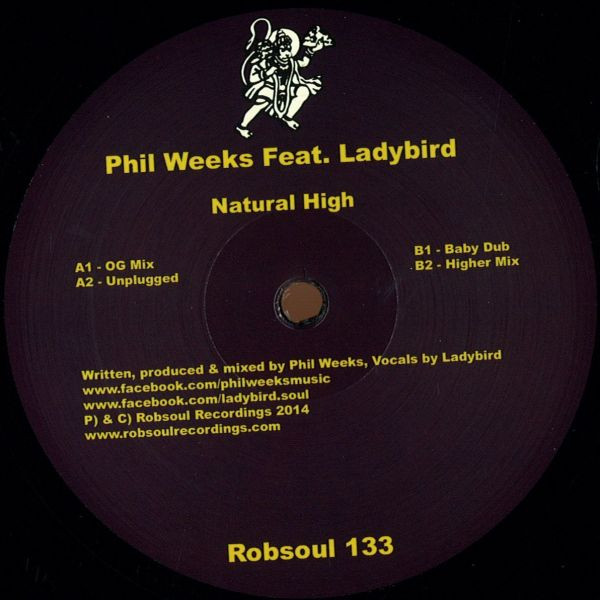 Phil Weeks Feat. Ladybird
Natural High
A1 - OG Mix
A2 - Unplugged
B1 - Baby Dub
B2 - Higher Mix
Written, produced & mixed by Phil Weeks, Vocals by Ladybird
www.facebook.com/philweeksmusic
www.facebook.com/ladybird.soul
P) & C) Robsoul Recordings 2014
www.robsoulrecordings.com
Robsoul 133